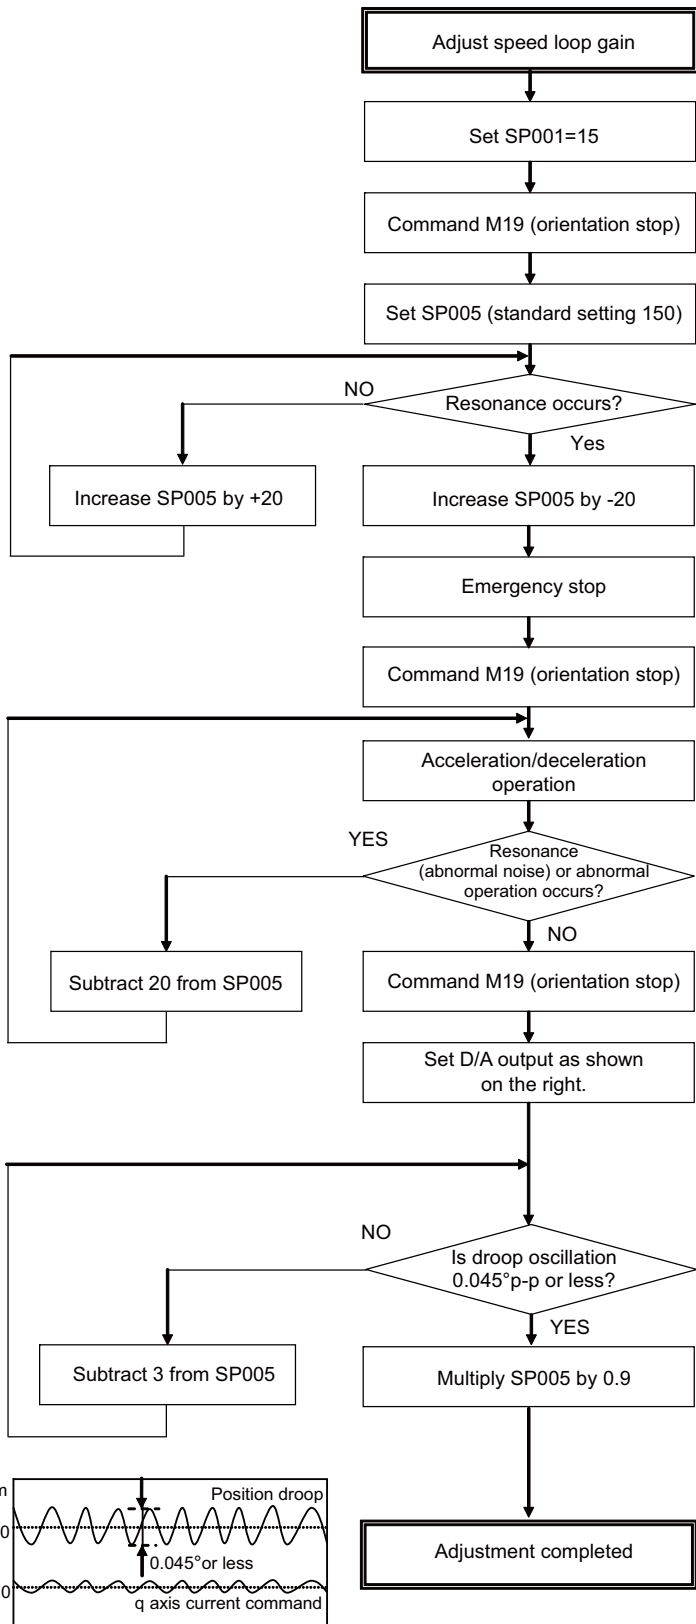 Adjust speed loop gain
Set SP001=15
Command M19 (orientation stop)
Set SP005 (standard setting 150)
NO
Resonance occurs?
Yes
Increase SP005 by +20
Increase SP005 by -20
Emergency stop
Command M19 (orientation stop)
Acceleration/deceleration
operation
YES
Resonance
(abnormal noise) or abnormal
operation occurs?
NO
Subtract 20 from SP005
Command M19 (orientation stop)
Set D/A output as shown
on the right.
NO
Is droop oscillation
0.045°p-p or less?
YES
Subtract 3 from SP005
Multiply SP005 by 0.9
Position droop
0
0.045°or less
0
q axis current command
Adjustment completed